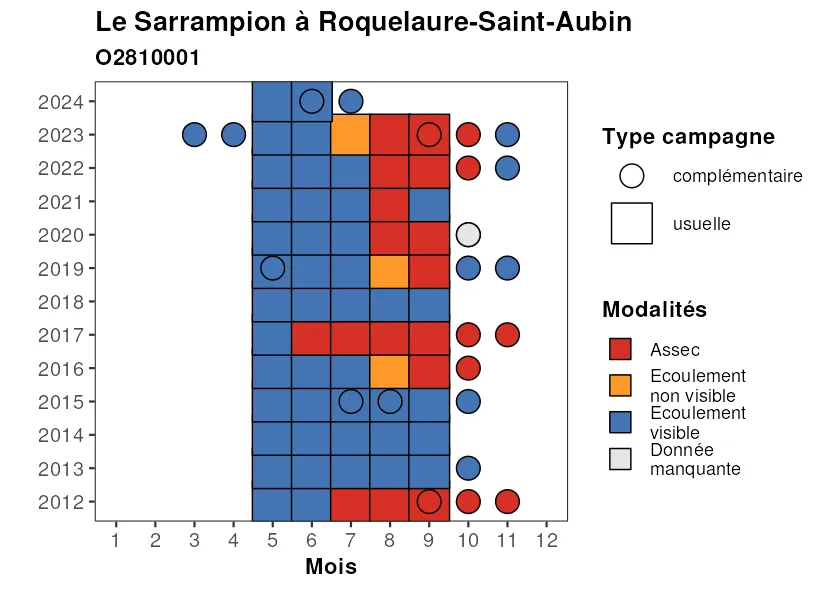 Le Sarrampion à Roquelaure-Saint-Aubin
O2810001
2024
2023
2022
2021
2020
2019
2018
2017
2016
2015
2014
2013
2012
1 2 3 4 5 6 7 8 9 10 11 12
Mois
Type campagne
complémentaire
usuelle
Modalités
Assec
Ecoulement
non visible
Ecoulement
visible
Donnée
manquante